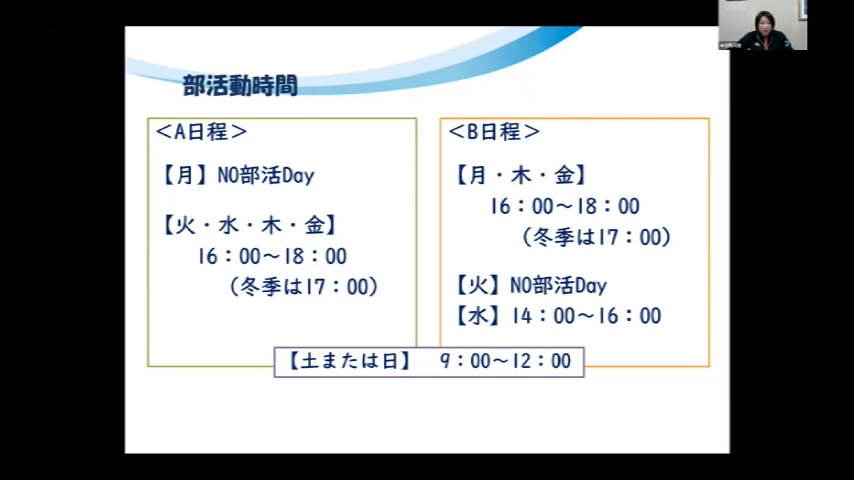 部活動時間
＜A日程＞
【月】NO部活Day
【火・水・木・金】
16：00～18：00
（冬季は17：00）
＜B日程＞
【月・木・金】
16：00～18：00
（冬季は17：00）
【火】NO部活Day
【水】14：00～16：00
【土または日】 9：00～12：00